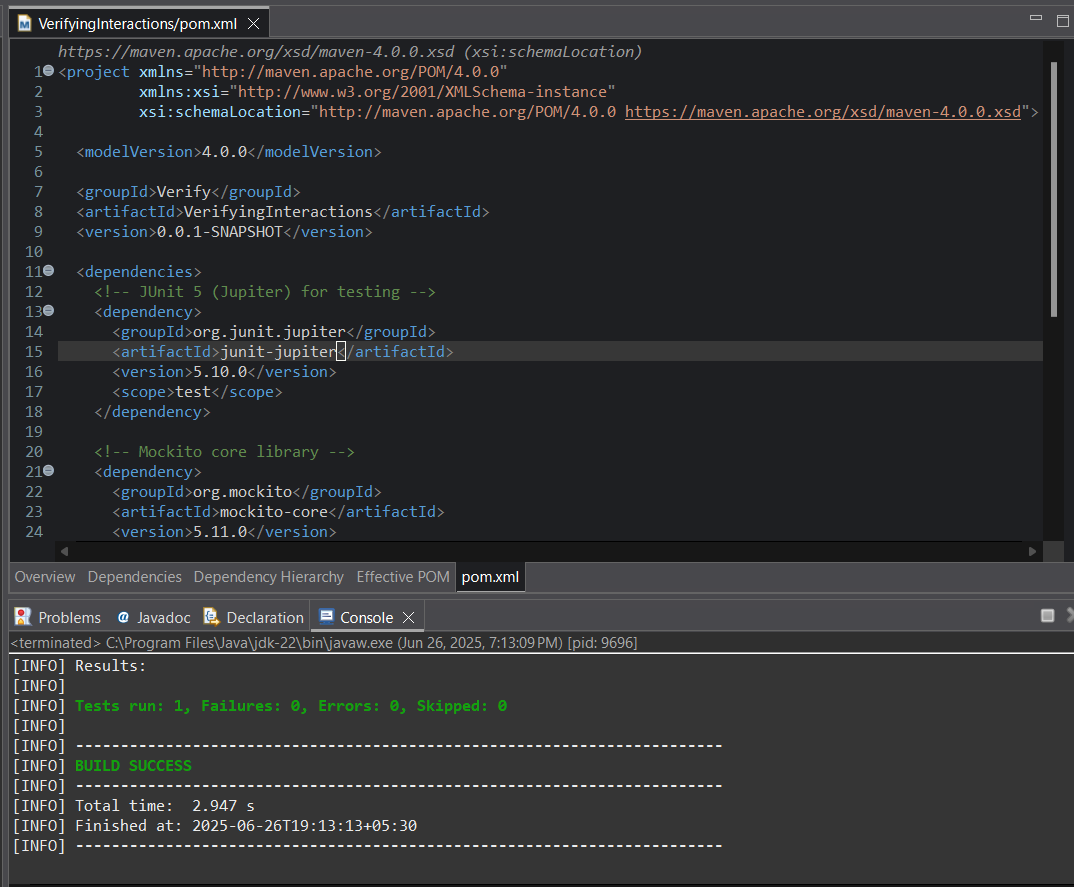 VerifyingInteractions/pom.xml
https://maven.apache.org/xsd/maven-4.0.0.xsd (xsi:schemaLocation)
1 <project xmlns="http://maven.apache.org/POM/4.0.0"
2 xmlns:xsi="http://www.w3.org/2001/XMLSchema-instance"
3 xsi:schemaLocation="http://maven.apache.org/POM/4.0.0 https://maven.apache.org/xsd/maven-4.0.0.xsd">
4
5 <modelVersion>4.0.0</modelVersion>
6
7 <groupId>Verify</groupId>
8 <artifactId>VerifyingInteractions</artifactId>
9 <version>0.0.1-SNAPSHOT</version>
10
11 <dependencies>
12 <!-- JUnit 5 (Jupiter) for testing -->
13 <dependency>
14 <groupId>org.junit.jupiter</groupId>
15 <artifactId>junit-jupiter</artifactId>
16 <version>5.10.0</version>
17 <scope>test</scope>
18 </dependency>
19
20 <!-- Mockito core library -->
21 <dependency>
22 <groupId>org.mockito</groupId>
23 <artifactId>mockito-core</artifactId>
24 <version>5.11.0</version>
Overview Dependencies Dependency Hierarchy Effective POM pom.xml
Problems @ Javadoc Declaration Console
<terminated> C:\Program Files\Java\jdk-22\bin\javaw.exe (Jun 26, 2025, 7:13:09 PM) [pid: 9696]
[INFO] Results:
[INFO]
[INFO] Tests run: 1, Failures: 0, Errors: 0, Skipped: 0
[INFO]
[INFO] ------------------------------------------------------------------------
[INFO] BUILD SUCCESS
[INFO] ------------------------------------------------------------------------
[INFO] Total time:  2.947 s
[INFO] Finished at: 2025-06-26T19:13:13+05:30
[INFO] ------------------------------------------------------------------------